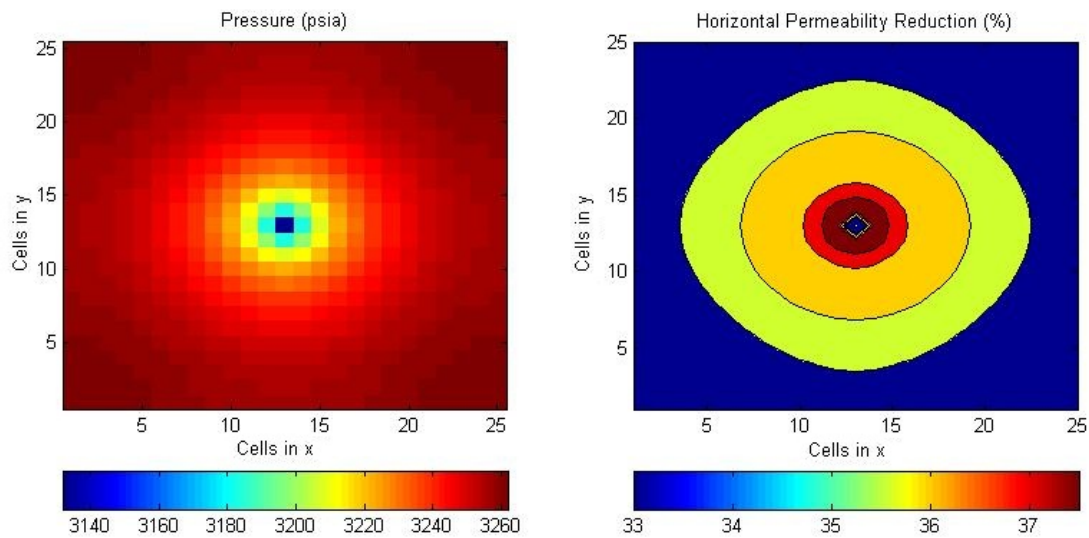 Pressure (psia)
25
20
15
10
5
Cells in y
5 10 15 20 25
Cells in x
3140 3160 3180 3200 3220 3240 3260
Horizontal Permeability Reduction (%)
25
20
15
10
5
Cells in y
5 10 15 20 25
Cells in x
33 34 35 36 37